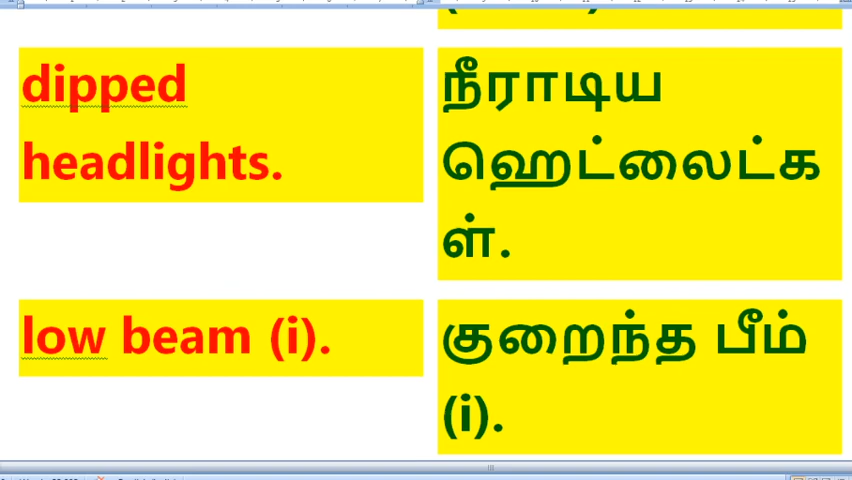 dipped
headlights.
நீராடிய
ஹெட்லைட்க
ள்.
low beam (i).
குறைந்த பீம்
(i).